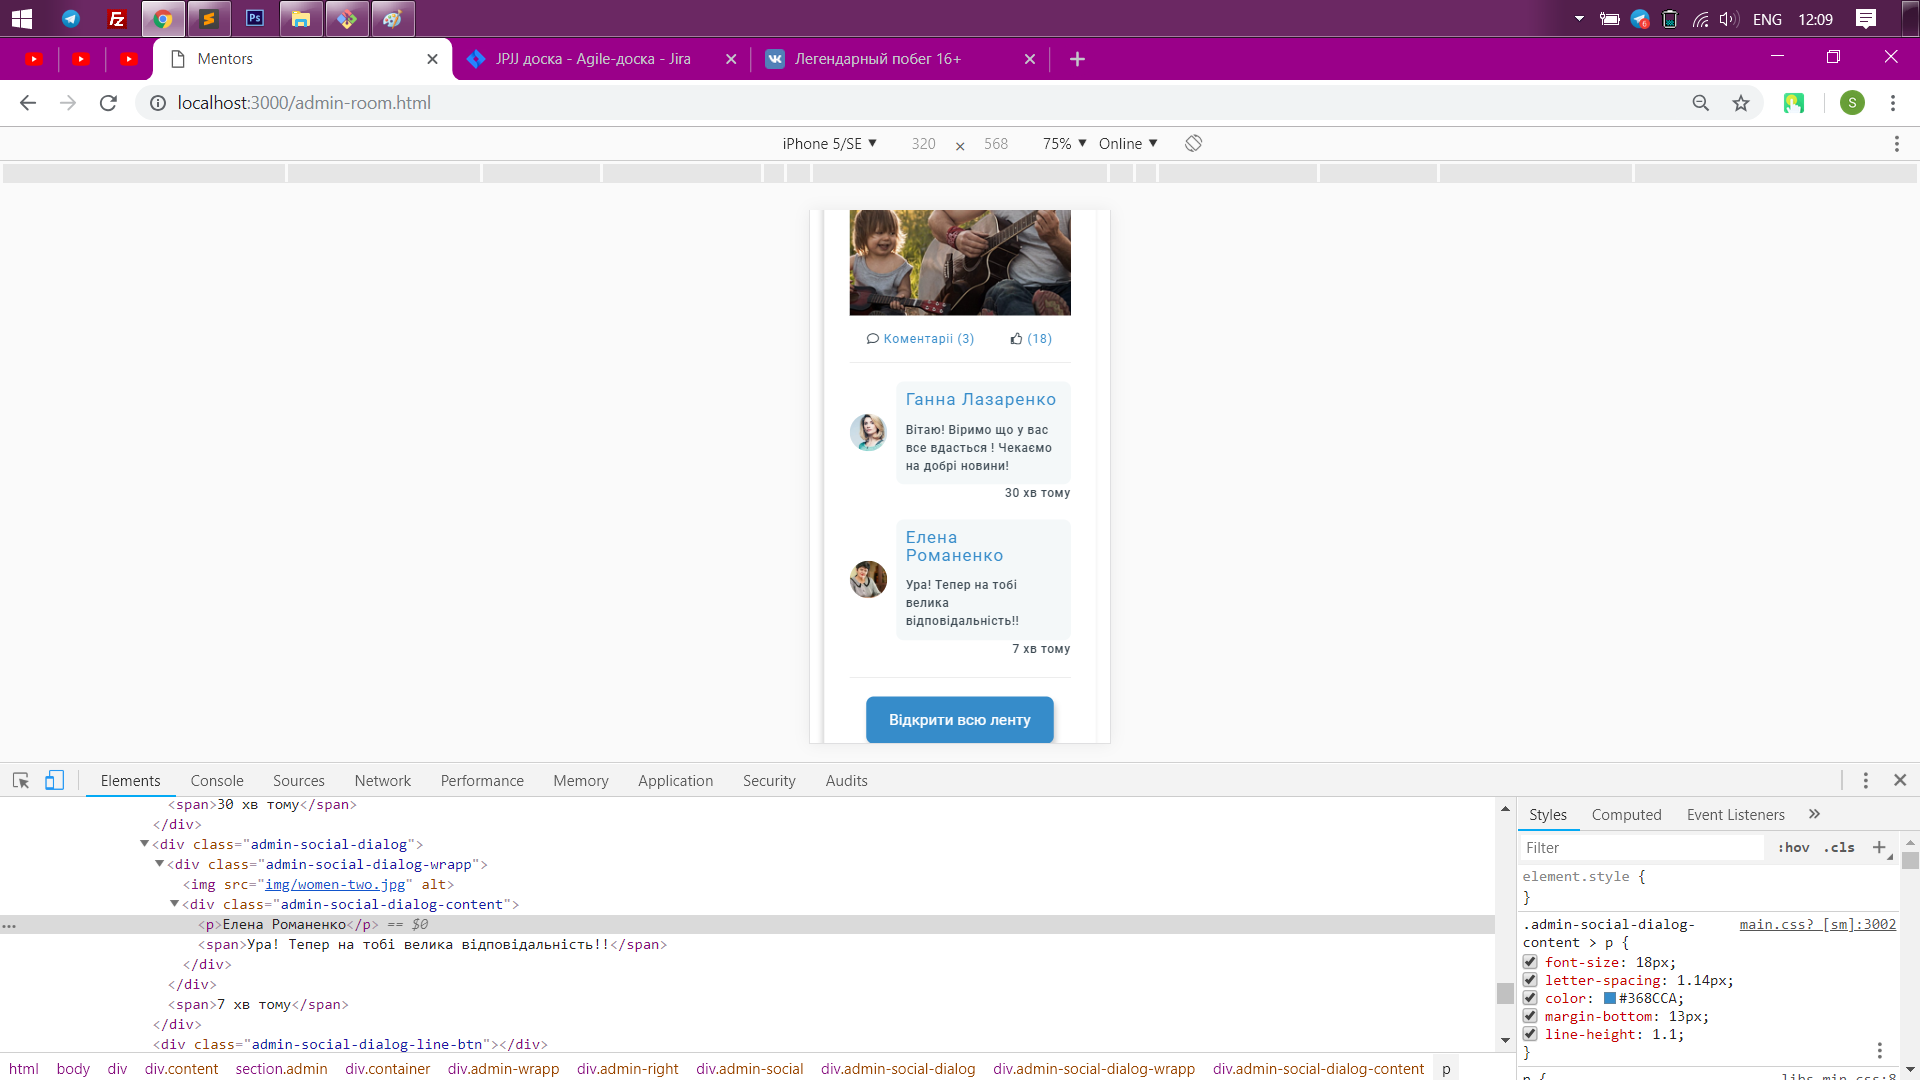 ENG
12:09
Mentors
JPJJ доска - Agile-доска - Jira
Легендарный побег 16+
localhost:3000/admin-room.html
S
iPhone 5/SE ▼ 320 × 568 75% ▼ Online ▼
Коментаріі (3) (18)
Ганна Лазаренко
Вітаю! Віримо що у вас
все вдасться ! Чекаємо
на добрі новини!
30 хв тому
Елена
Романенко
Ура! Тепер на тобі
велика
відповідальність!!
7 хв тому
Відкрити всю ленту
Elements Console Sources Network Performance Memory Application Security Audits
<span>30 хв тому</span>
</div>
<div class="admin-social-dialog">
<div class="admin-social-dialog-wrapp">
<img src="img/women-two.jpg" alt>
<div class="admin-social-dialog-content">
<p>Елена Романенко</p> == $0
<span>Ура! Тепер на тобі велика відповідальність!!</span>
</div>
</div>
<span>7 хв тому</span>
</div>
<div class="admin-social-dialog-line-btn"></div>
html body div div.content section.admin div.container div.admin-wrapp div.admin-right div.admin-social div.admin-social-dialog div.admin-social-dialog-wrapp div.admin-social-dialog-content p
Styles Computed Event Listeners »
Filter :hov .cls +
element.style {
}
.admin-social-dialog-content > p { main.css? [sm]:3002
font-size: 18px;
letter-spacing: 1.14px;
color: #368CCA;
margin-bottom: 13px;
line-height: 1.1;
}
p { libs.min.css:8